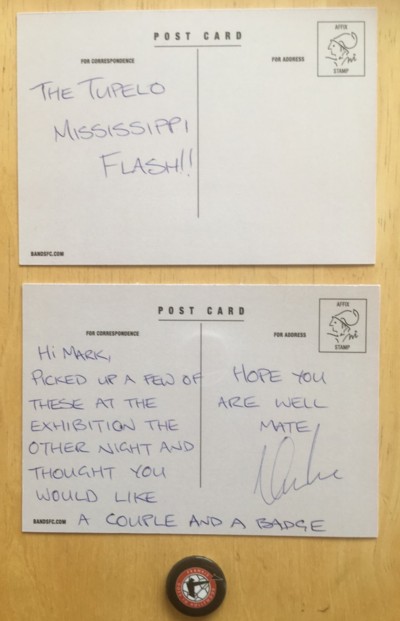 POST CARD
AFFIX
STAMP
FOR CORRESPONDENCE
FOR ADDRESS
THE TUPELO
MISSISSIPPI
FLASH!!
BANDSFC.COM
POST CARD
AFFIX
STAMP
FOR CORRESPONDENCE
FOR ADDRESS
HI MARK,
PICKED UP A FEW OF
THESE AT THE
EXHIBITION THE
OTHER NIGHT AND
THOUGHT YOU
WOULD LIKE
A COUPLE AND A BADGE
HOPE YOU
ARE WELL
MATE!
BANDSFC.COM